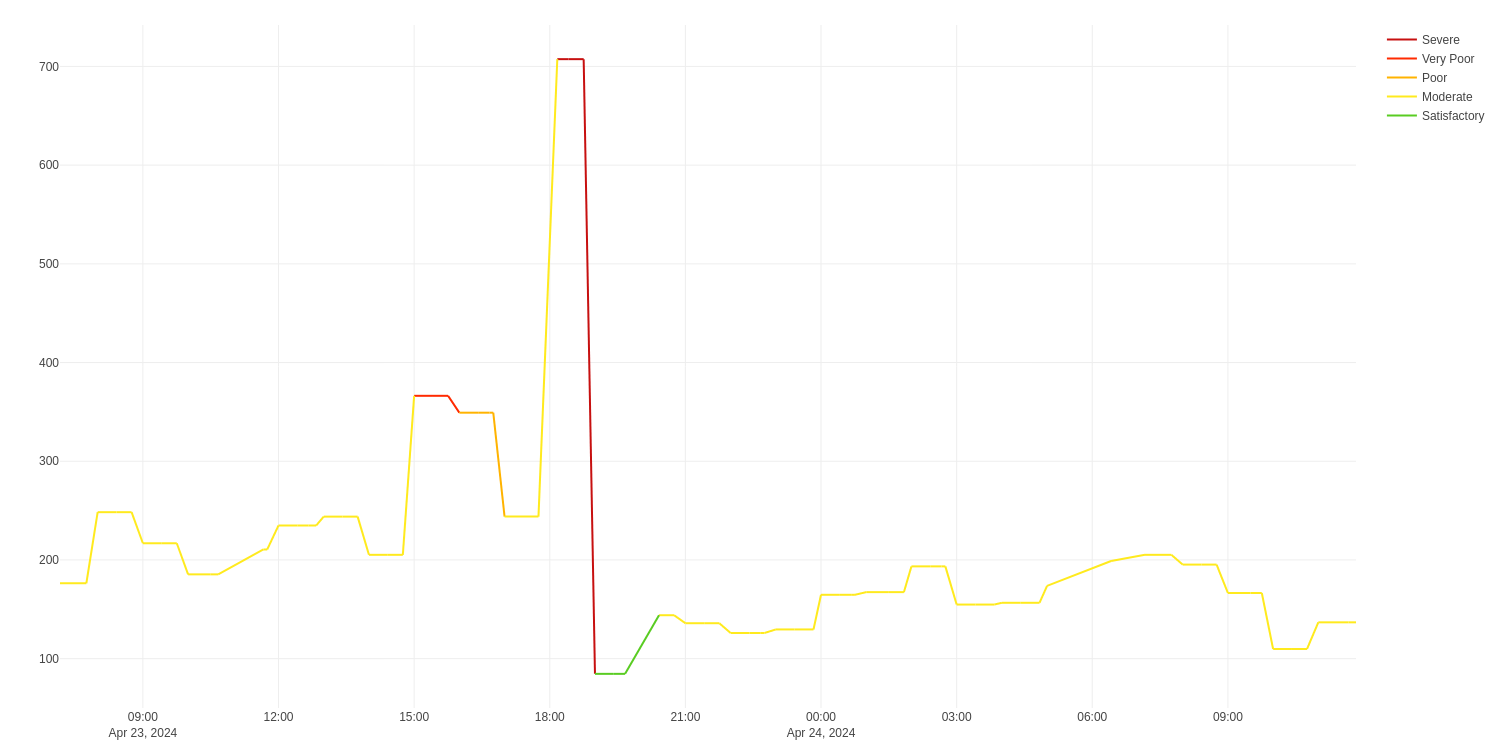 700
600
500
400
300
200
100
09:00
Apr 23, 2024
12:00
15:00
18:00
21:00
00:00
Apr 24, 2024
03:00
06:00
09:00
Severe
Very Poor
Poor
Moderate
Satisfactory